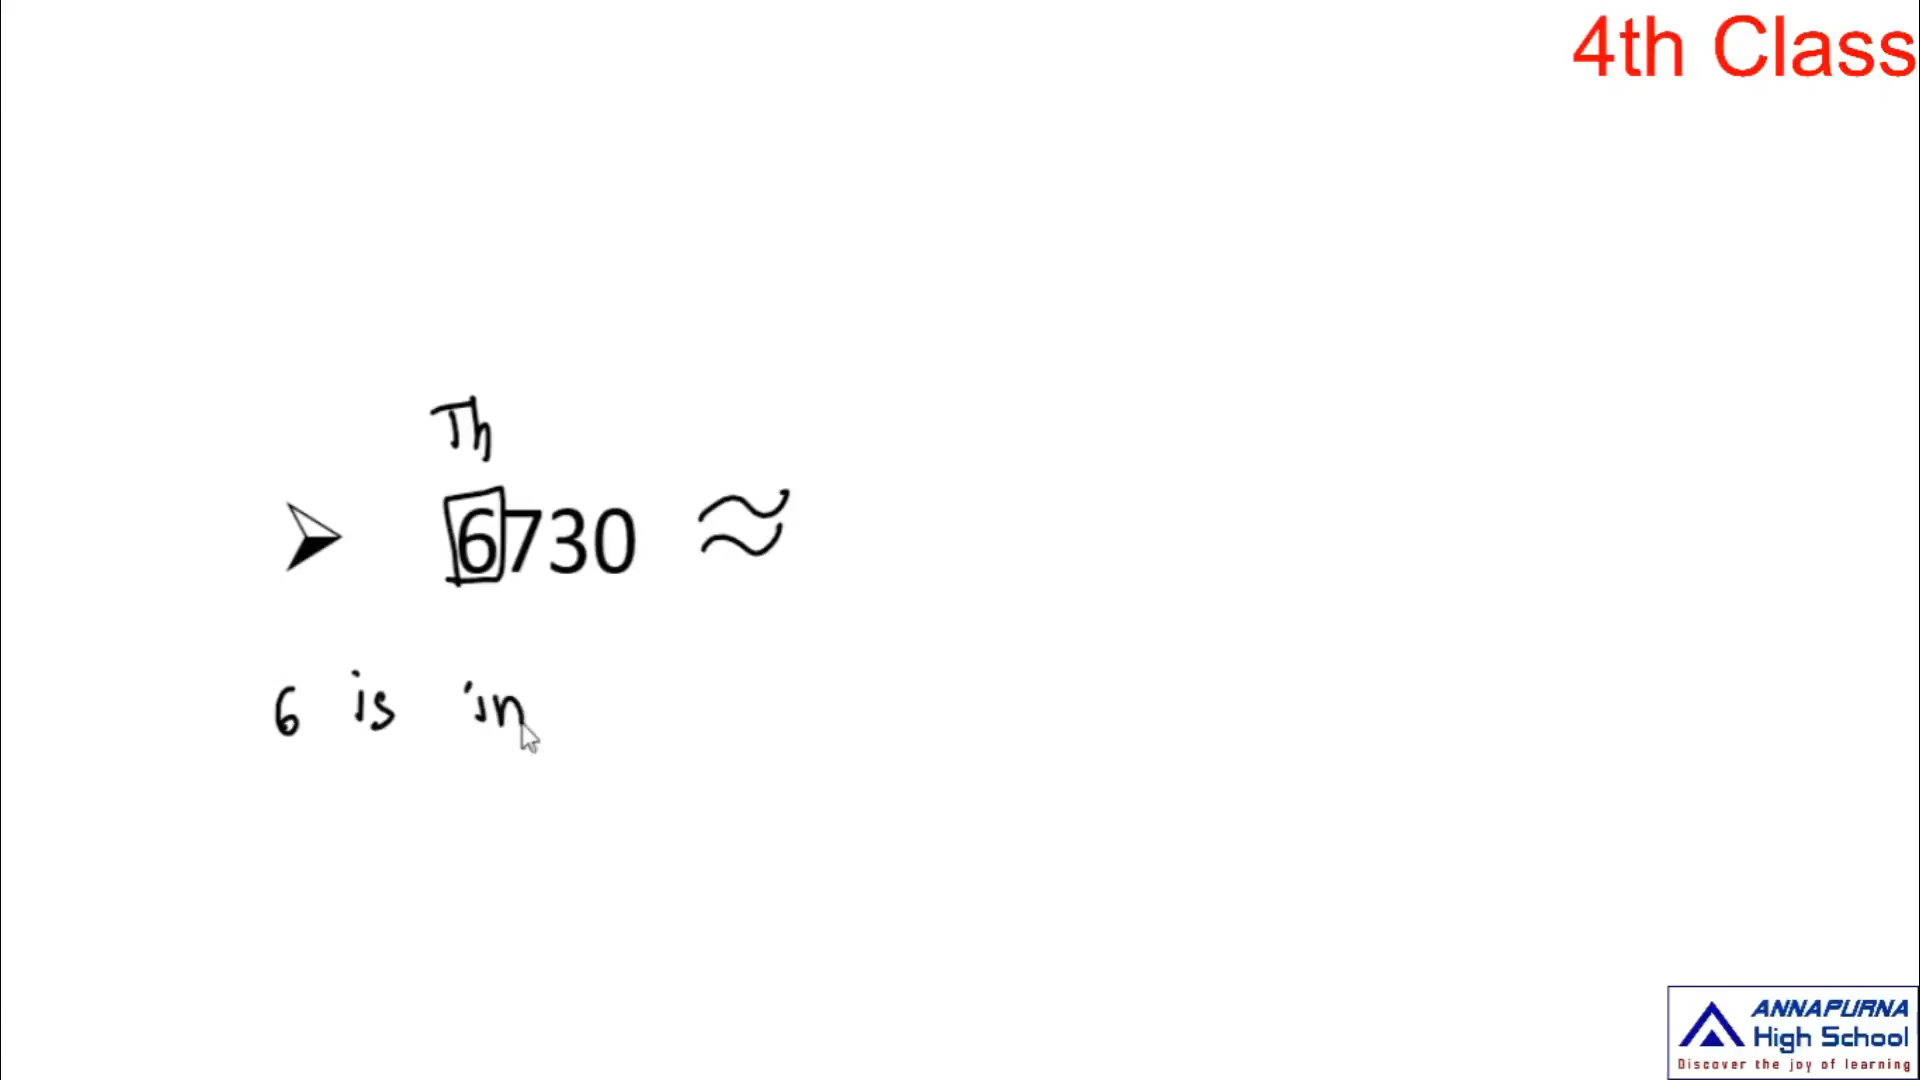 4th Class
Th
6730 ≈
6 is in
ANNAPURNA
High School
Discover the joy of learning